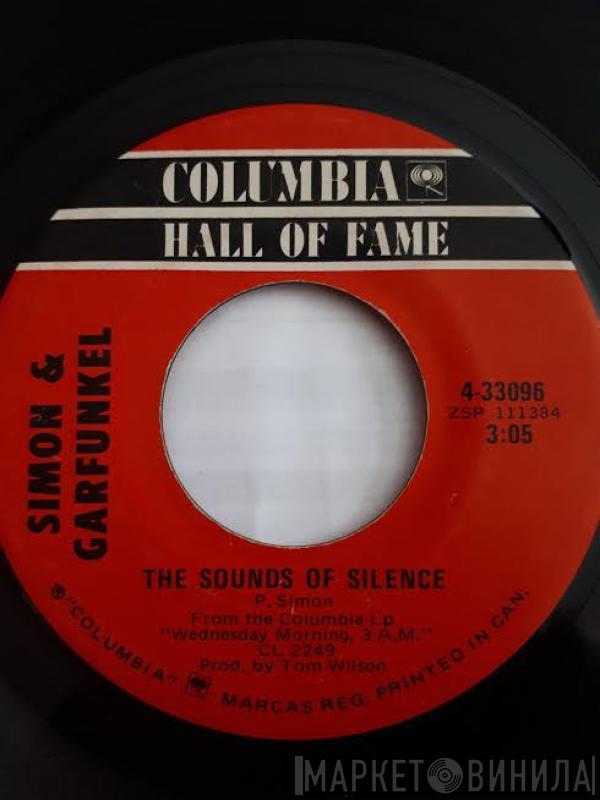 COLUMBIA
HALL OF FAME
SIMON &
GARFUNKEL
4-33096
ZSP 111384
3:05
THE SOUNDS OF SILENCE
P. Simon
From the Columbia Lp
"Wednesday Morning, 3 A.M."
CL 2249
Prod. by Tom Wilson
® "COLUMBIA" MARCAS REG. PRINTED IN CAN.
МАРКЕТ ВИНИЛА